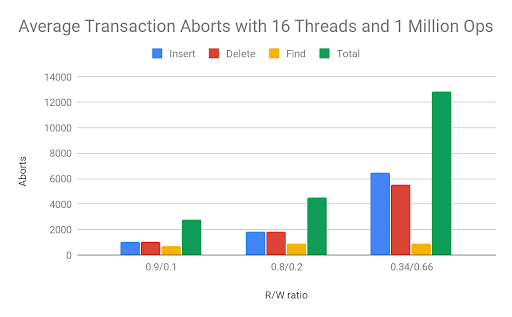 Average Transaction Aborts with 16 Threads and 1 Million Ops
Insert Delete Find Total
14000
12000
10000
8000
6000
4000
2000
0
Aborts
0.9/0.1 0.8/0.2 0.34/0.66
R/W ratio